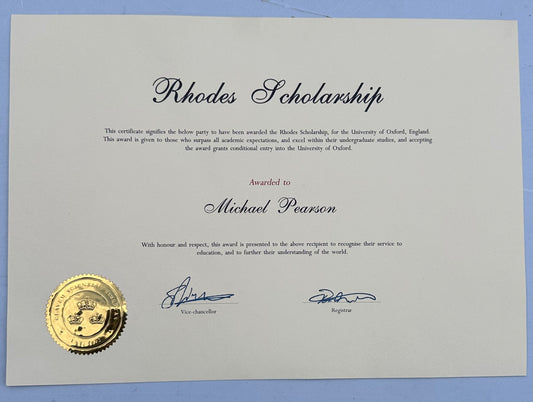 Rhodes Scholarship
This certificate signifies the below party to have been awarded the Rhodes Scholarship, for the University of Oxford, England.
This award is given to those who surpass all academic expectations, and excel within their undergraduate studies, and accepting
the award grants conditional entry into the University of Oxford.
Awarded to
Michael Pearson
With honour and respect, this award is presented to the above recipient to recognise their service to
education, and to further their understanding of the world.
Vice-chancellor
Registrar